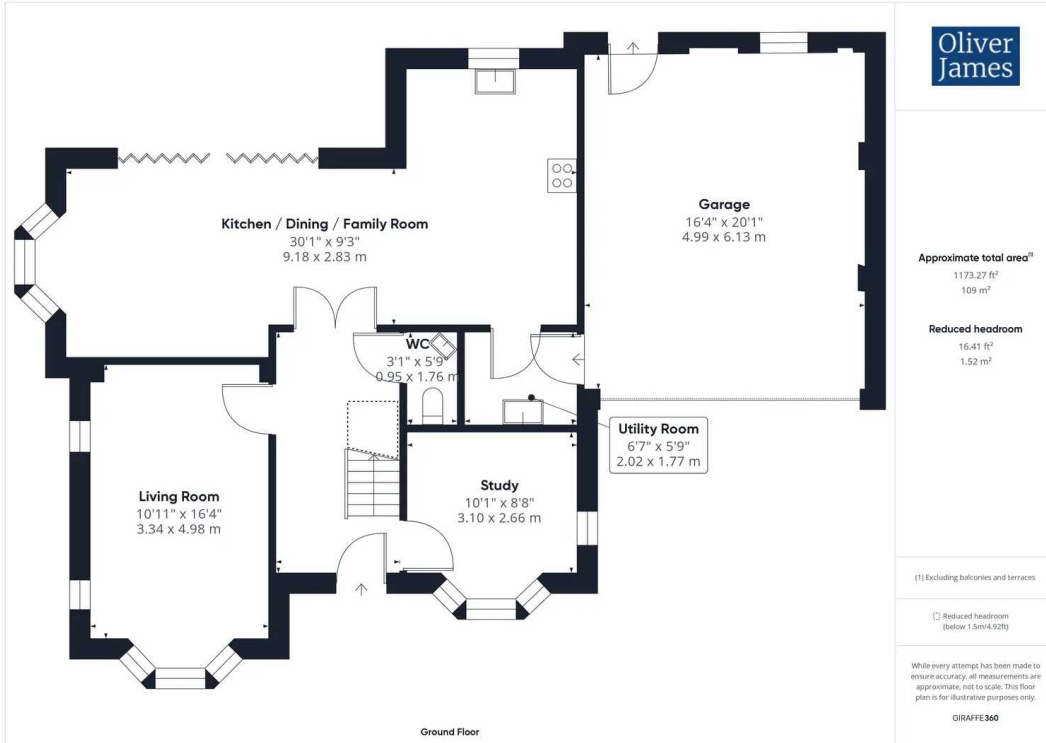 Oliver
James
Kitchen / Dining / Family Room
30'1" x 9'3"
9.18 x 2.83 m
Garage
16'4" x 20'1"
4.99 x 6.13 m
WC
3'1" x 5'9"
0.95 x 1.76 m
Utility Room
6'7" x 5'9"
2.02 x 1.77 m
Living Room
10'11" x 16'4"
3.34 x 4.98 m
Study
10'1" x 8'8"
3.10 x 2.66 m
Ground Floor
Approximate total area(1)
1173.27 ft²
109 m²
Reduced headroom
16.41 ft²
1.52 m²
(1) Excluding balconies and terraces
Reduced headroom
(below 1.5m/4.92ft)
While every attempt has been made to
ensure accuracy, all measurements are
approximate, not to scale. This floor
plan is for illustrative purposes only.
GIRAFFE360